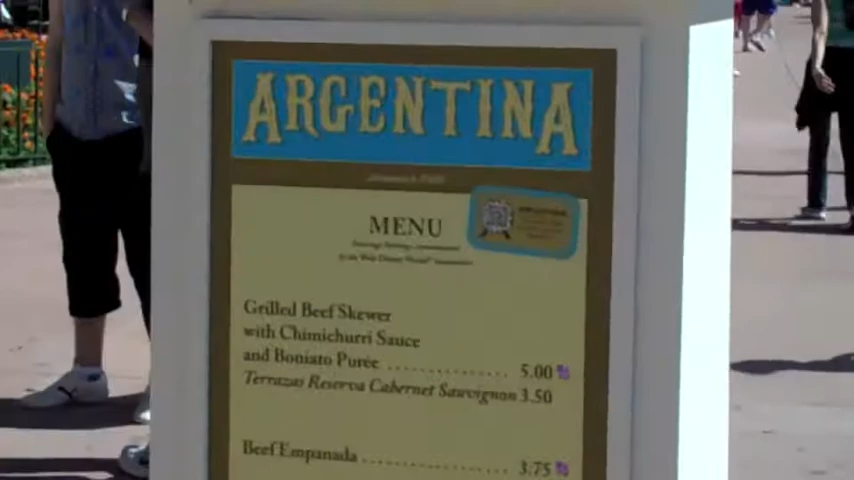 ARGENTINA
MENU
Grilled Beef Skewer
with Chimichurri Sauce
and Boniato Purée .................. 5.00
Terrazas Reserva Cabernet Sauvignon 3.50
Beef Empanada ...................... 3.75